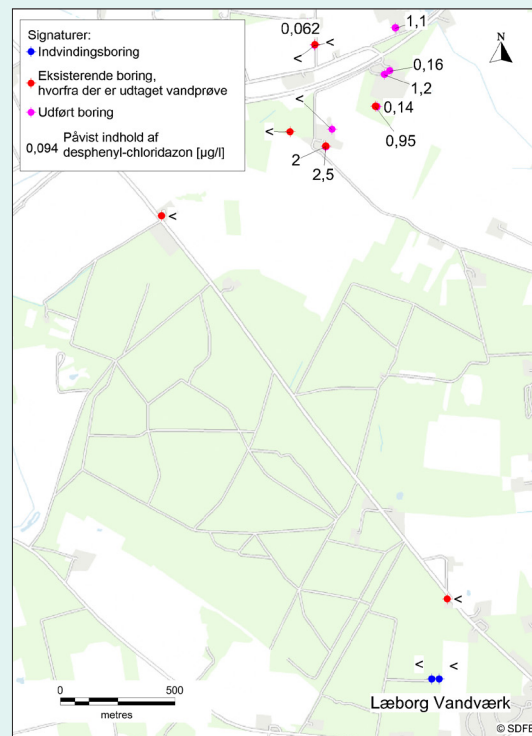 Signaturer:
Indvindingsboring
Eksisterende boring,
hvorfra der er udtaget vandprøve
Udført boring
0,094 Påvist indhold af
desphenyl-chloridazon [µg/l]
1,1
0,062 <
<
N
0,16
1,2
<
0,14
<
0,95
2
2,5
<
<
< <
Læborg Vandværk
0 500
metres
© SDFE